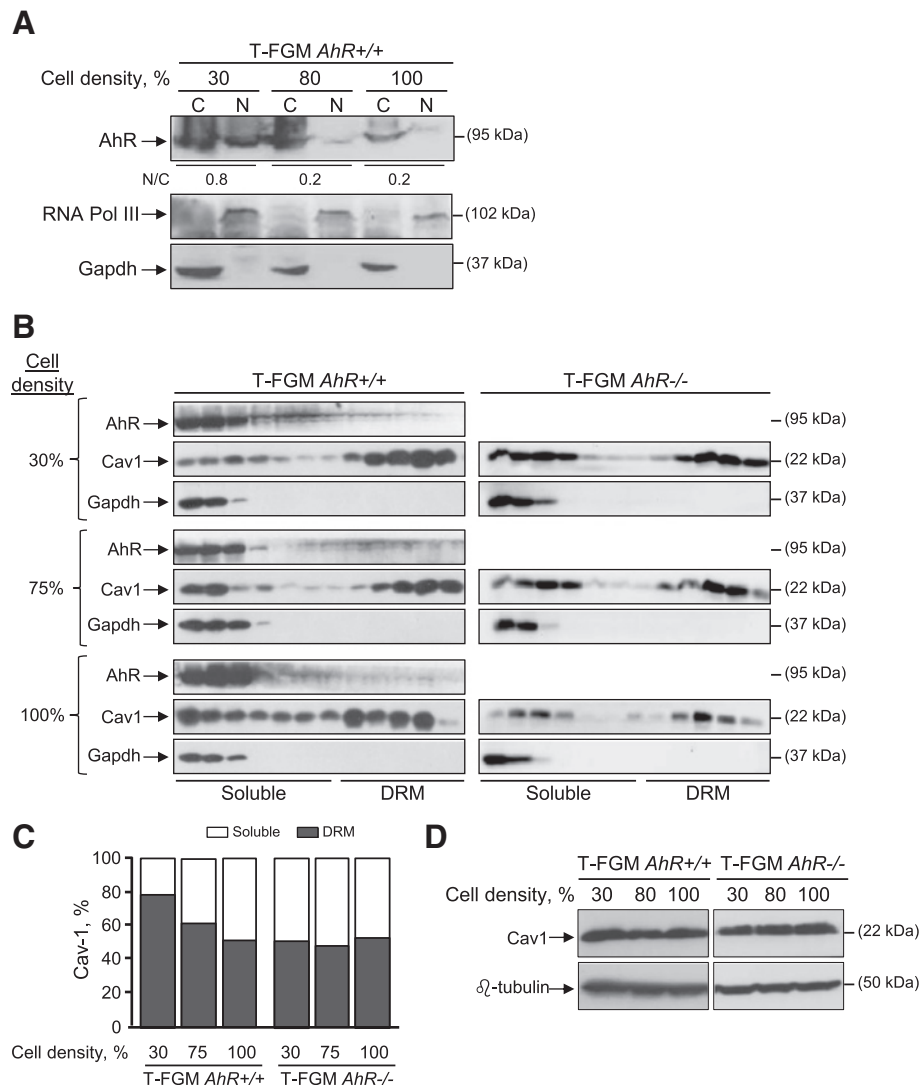 A
T-FGM AhR+/+
Cell density, % 30 80 100
C N C N C N
AhR (95 kDa)
N/C 0.8 0.2 0.2
RNA Pol III (102 kDa)
Gapdh (37 kDa)
B
Cell
density
T-FGM AhR+/+ T-FGM AhR-/-
30%
AhR (95 kDa)
Cav1 (22 kDa)
Gapdh (37 kDa)
75%
AhR (95 kDa)
Cav1 (22 kDa)
Gapdh (37 kDa)
100%
AhR (95 kDa)
Cav1 (22 kDa)
Gapdh (37 kDa)
Soluble DRM Soluble DRM
C
Soluble DRM
Cav-1, %
100
80
60
40
20
0
Cell density, % 30 75 100 30 75 100
T-FGM AhR+/+ T-FGM AhR-/-
D
T-FGM AhR+/+ T-FGM AhR-/-
Cell density, % 30 80 100 30 80 100
Cav1 (22 kDa)
-tubulin (50 kDa)